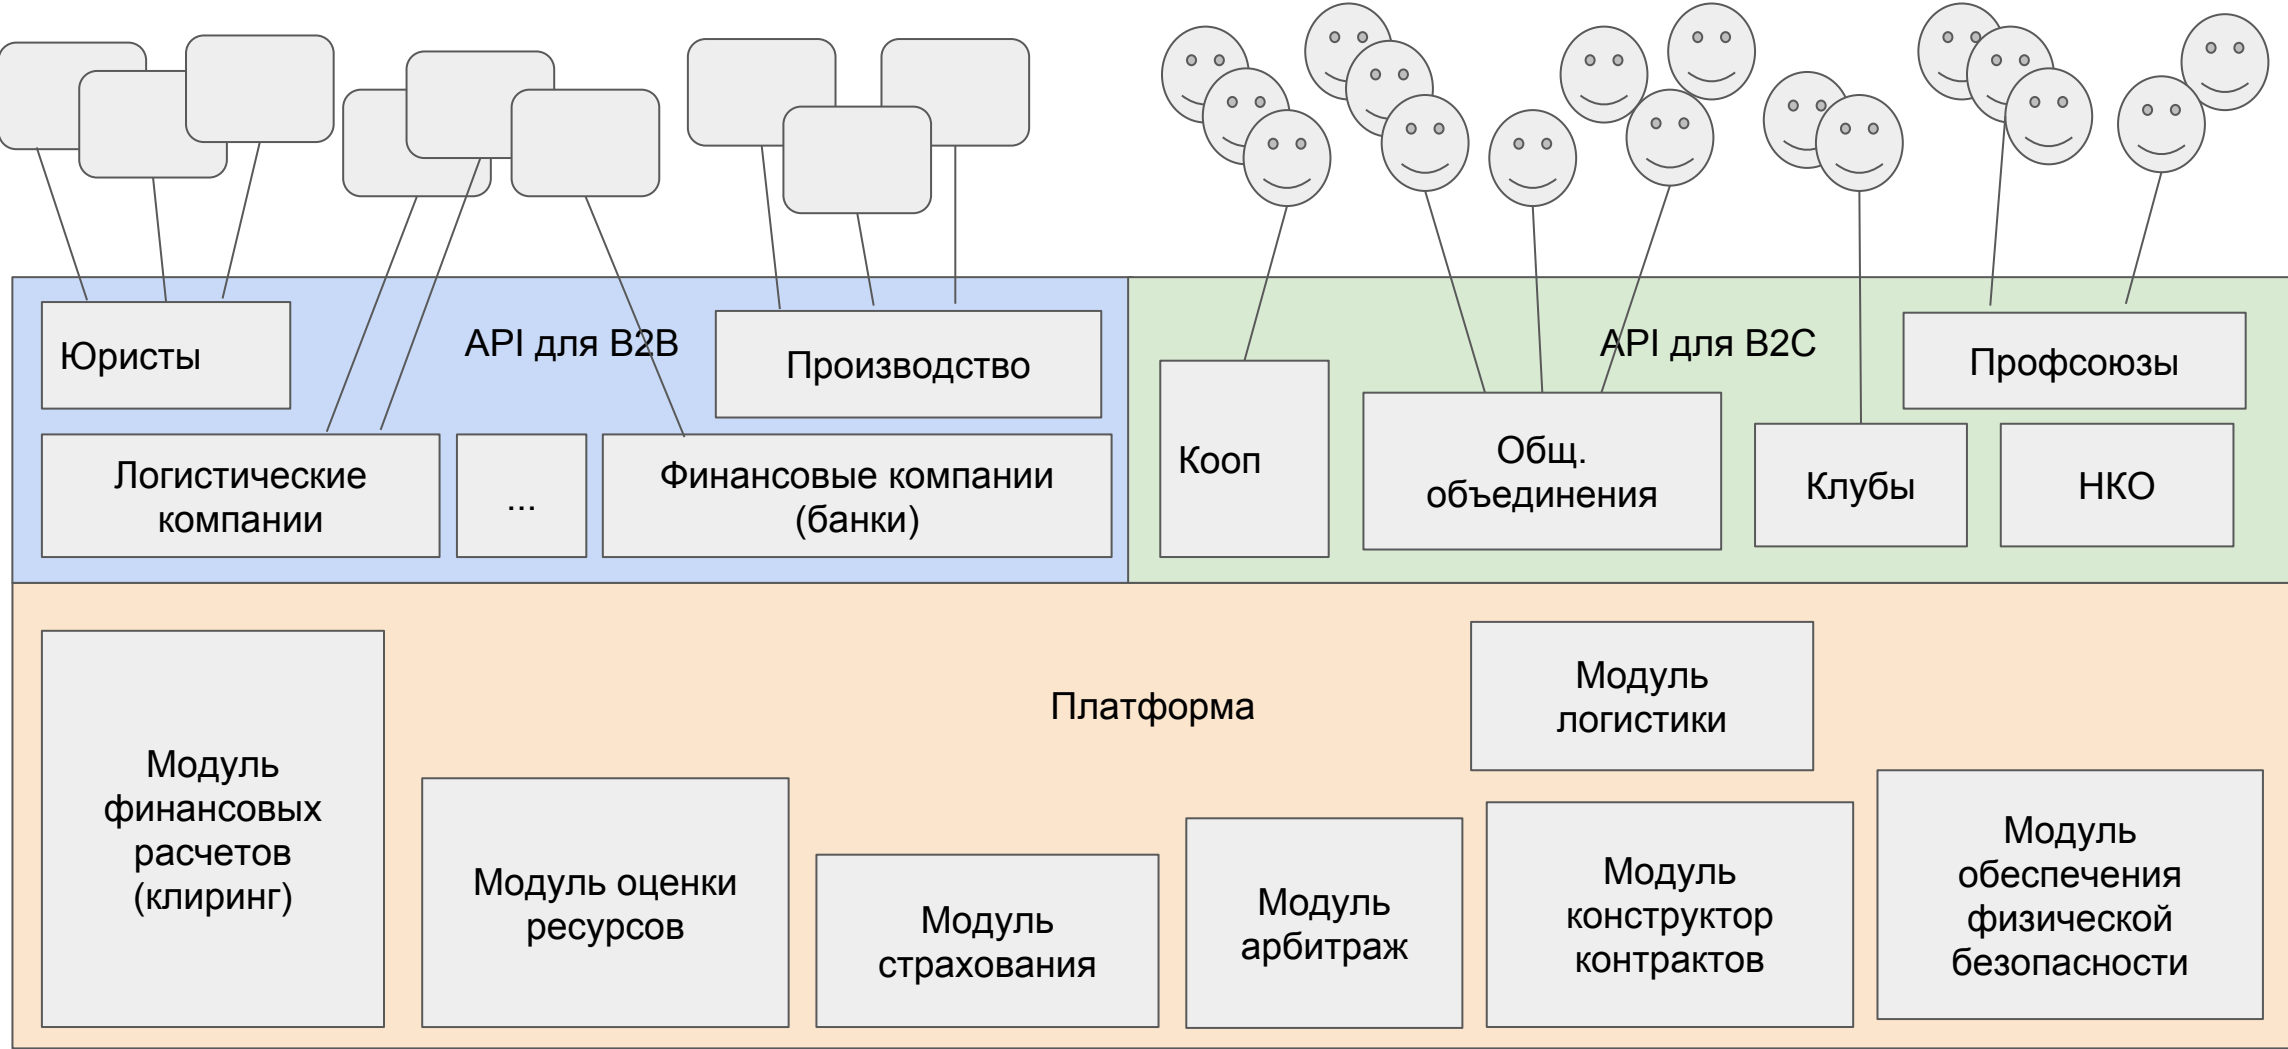 Юристы
API для B2B
Производство
Логистические
компании
...
Финансовые компании
(банки)
API для B2C
Профсоюзы
Кооп
Общ.
объединения
Клубы
НКО
Платформа
Модуль
финансовых
расчетов
(клиринг)
Модуль оценки
ресурсов
Модуль
страхования
Модуль
арбитраж
Модуль
логистики
Модуль
конструктор
контрактов
Модуль
обеспечения
физической
безопасности